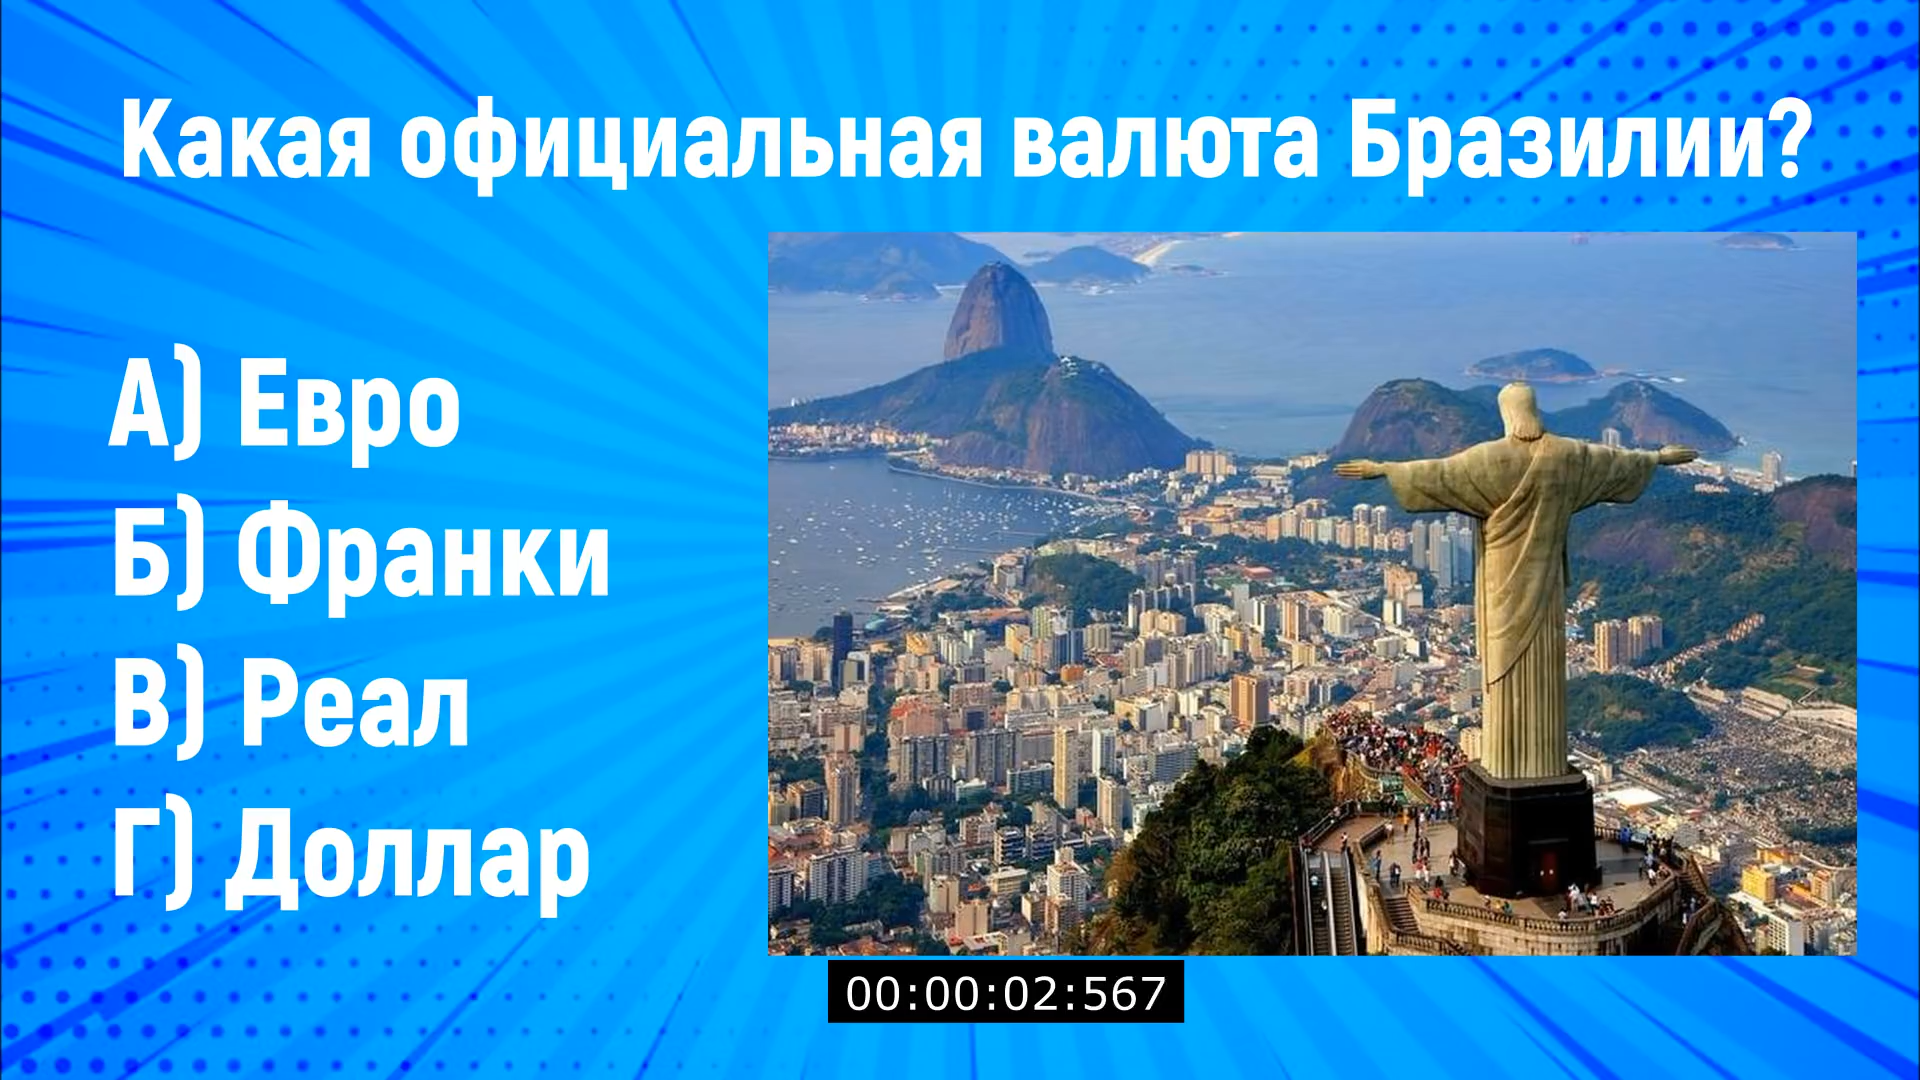 Какая официальная валюта Бразилии?
А) Евро
Б) Франки
В) Реал
Г) Доллар
00:00:02:567